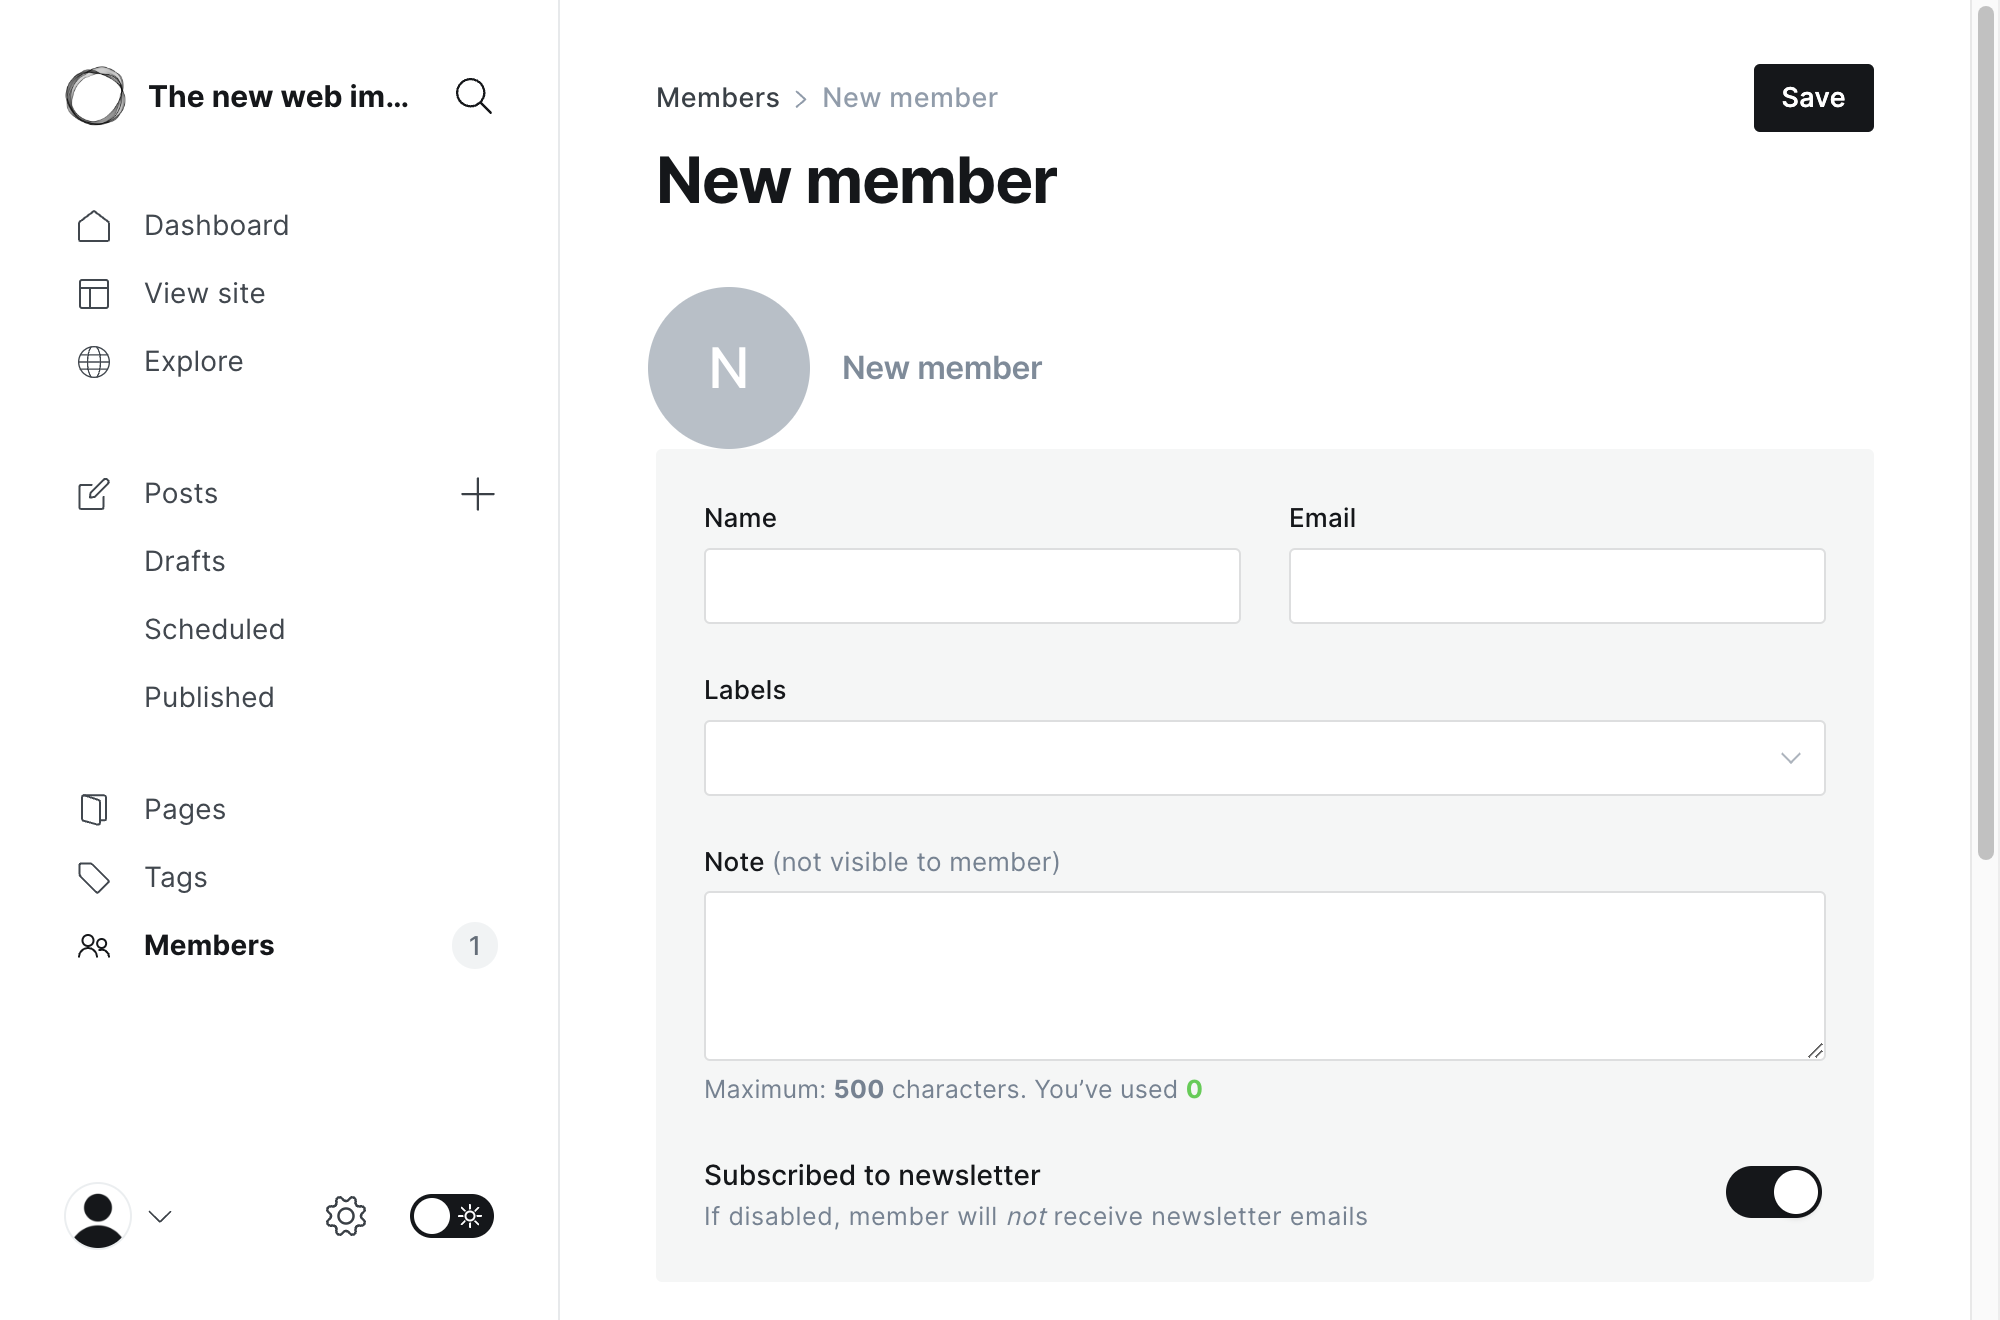 The new web im...
Dashboard
View site
Explore
Posts
Drafts
Scheduled
Published
Pages
Tags
Members 1
Members > New member
Save
New member
N
New member
Name
Email
Labels
Note (not visible to member)
Maximum: 500 characters. You’ve used 0
Subscribed to newsletter
If disabled, member will not receive newsletter emails